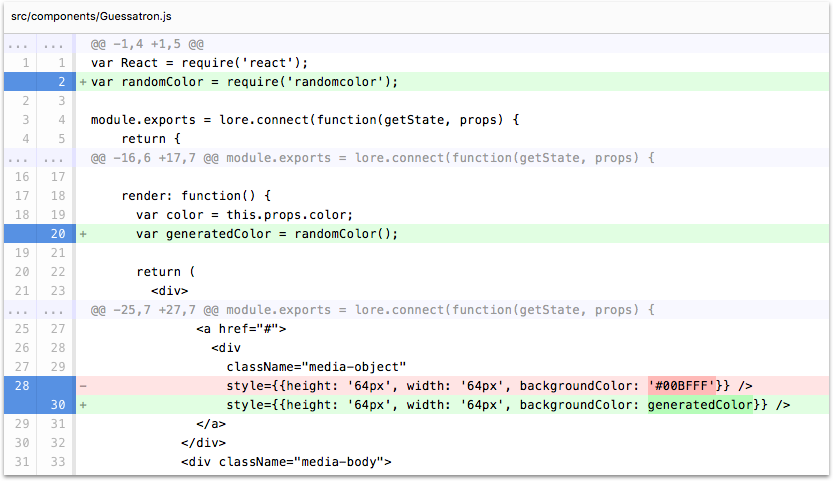 src/components/Guessatron.js
... ... @@ -1,4 +1,5 @@
1 1 var React = require('react');
2 + var randomColor = require('randomcolor');
2 3
3 4 module.exports = lore.connect(function(getState, props) {
4 5 return {
... ... @@ -16,6 +17,7 @@ module.exports = lore.connect(function(getState, props) {
16 17
17 18 render: function() {
18 19 var color = this.props.color;
20 + var generatedColor = randomColor();
19 21
20 22 return (
21 23 <div>
... ... @@ -25,7 +27,7 @@ module.exports = lore.connect(function(getState, props) {
25 27 <a href="#">
26 28 <div
27 29 className="media-object"
28 - style={{height: '64px', width: '64px', backgroundColor: '#00BFFF'}} />
30 + style={{height: '64px', width: '64px', backgroundColor: generatedColor}} />
29 31 </a>
30 32 </div>
31 33 <div className="media-body">